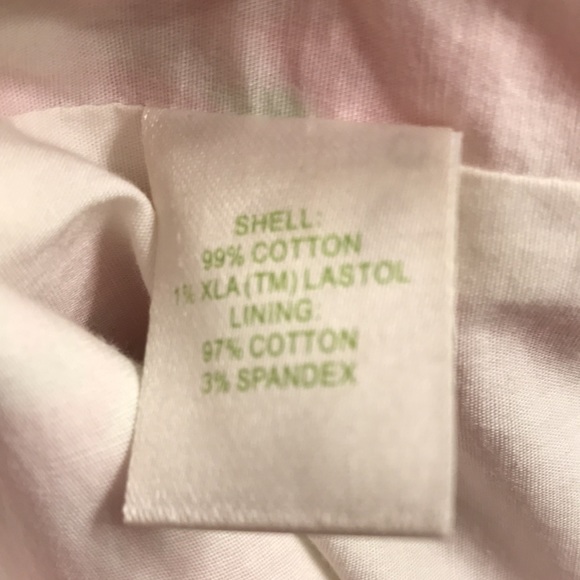 SHELL:
99% COTTON
1% XLA (TM) LASTOL
LINING:
97% COTTON
3% SPANDEX